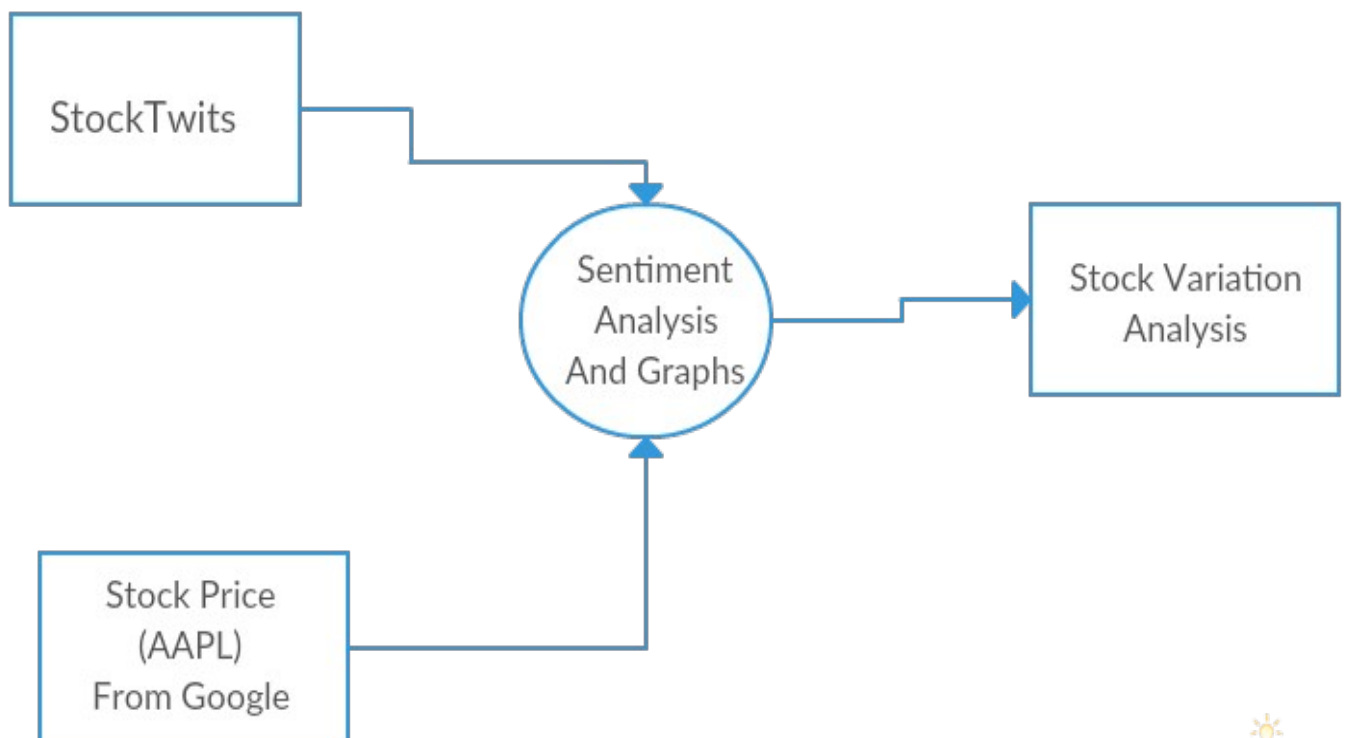 StockTwits
Sentiment
Analysis
And Graphs
Stock Variation
Analysis
Stock Price
(AAPL)
From Google